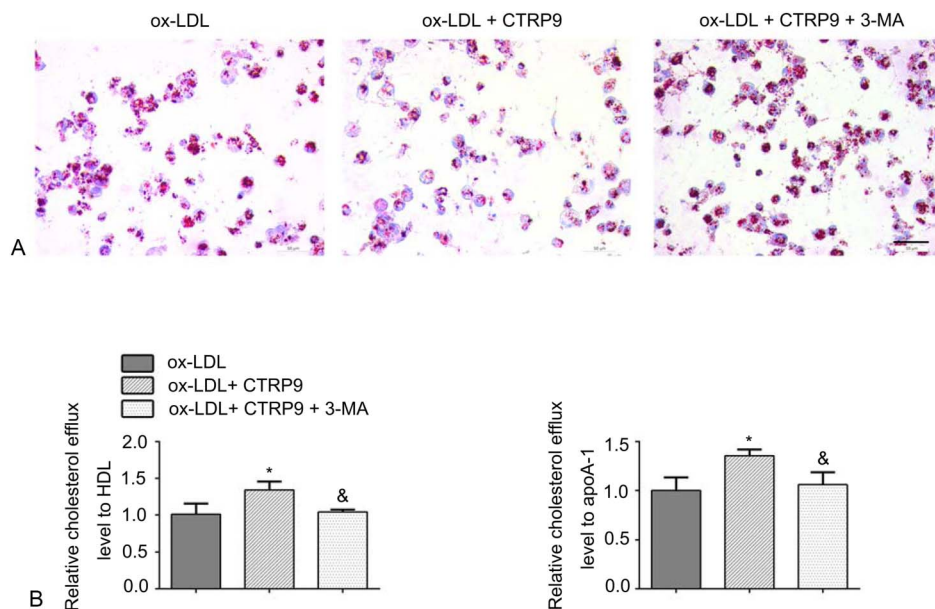 ox-LDL
ox-LDL + CTRP9
ox-LDL + CTRP9 + 3-MA
A
ox-LDL
ox-LDL+ CTRP9
ox-LDL+ CTRP9 + 3-MA
Relative cholesterol efflux
level to HDL
2.0
1.5
1.0
0.5
0.0
*
&
Relative cholesterol efflux
level to apoA-1
1.5
1.0
0.5
0.0
*
&
B